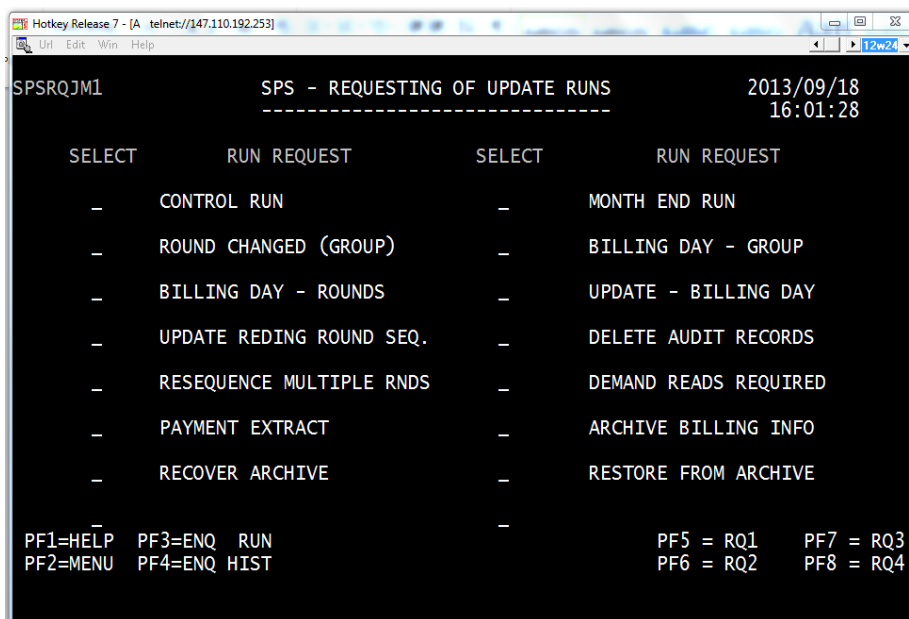 Hotkey Release 7 - [A telnet://147.110.192.253]
Url Edit Win Help
12w24
SPSRQJM1 SPS - REQUESTING OF UPDATE RUNS 2013/09/18
------------------------------- 16:01:28
SELECT RUN REQUEST SELECT RUN REQUEST
_ CONTROL RUN _ MONTH END RUN
_ ROUND CHANGED (GROUP) _ BILLING DAY - GROUP
_ BILLING DAY - ROUNDS _ UPDATE - BILLING DAY
_ UPDATE REDING ROUND SEQ. _ DELETE AUDIT RECORDS
_ RESEQUENCE MULTIPLE RNDS _ DEMAND READS REQUIRED
_ PAYMENT EXTRACT _ ARCHIVE BILLING INFO
_ RECOVER ARCHIVE _ RESTORE FROM ARCHIVE
_ _
PF1=HELP PF3=ENQ RUN PF5 = RQ1 PF7 = RQ3
PF2=MENU PF4=ENQ HIST PF6 = RQ2 PF8 = RQ4